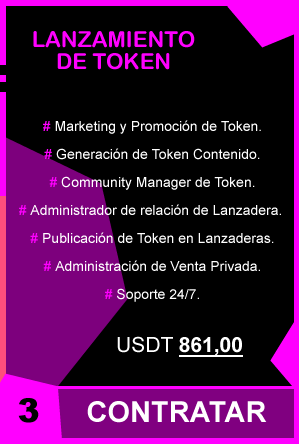 LANZAMIENTO
DE TOKEN
# Marketing y Promoción de Token.
# Generación de Token Contenido.
# Community Manager de Token.
# Administrador de relación de Lanzadera.
# Publicación de Token en Lanzaderas.
# Administración de Venta Privada.
# Soporte 24/7.
USDT 861,00
3 CONTRATAR